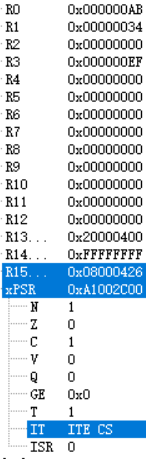 R0 0x000000AB
R1 0x00000034
R2 0x00000000
R3 0x000000EF
R4 0x00000000
R5 0x00000000
R6 0x00000000
R7 0x00000000
R8 0x00000000
R9 0x00000000
R10 0x00000000
R11 0x00000000
R12 0x00000000
R13... 0x20000400
R14... 0xFFFFFFFF
R15... 0x08000426
xPSR 0xA1002C00
N 1
Z 0
C 1
V 0
Q 0
GE 0x0
T 1
IT ITE CS
ISR 0